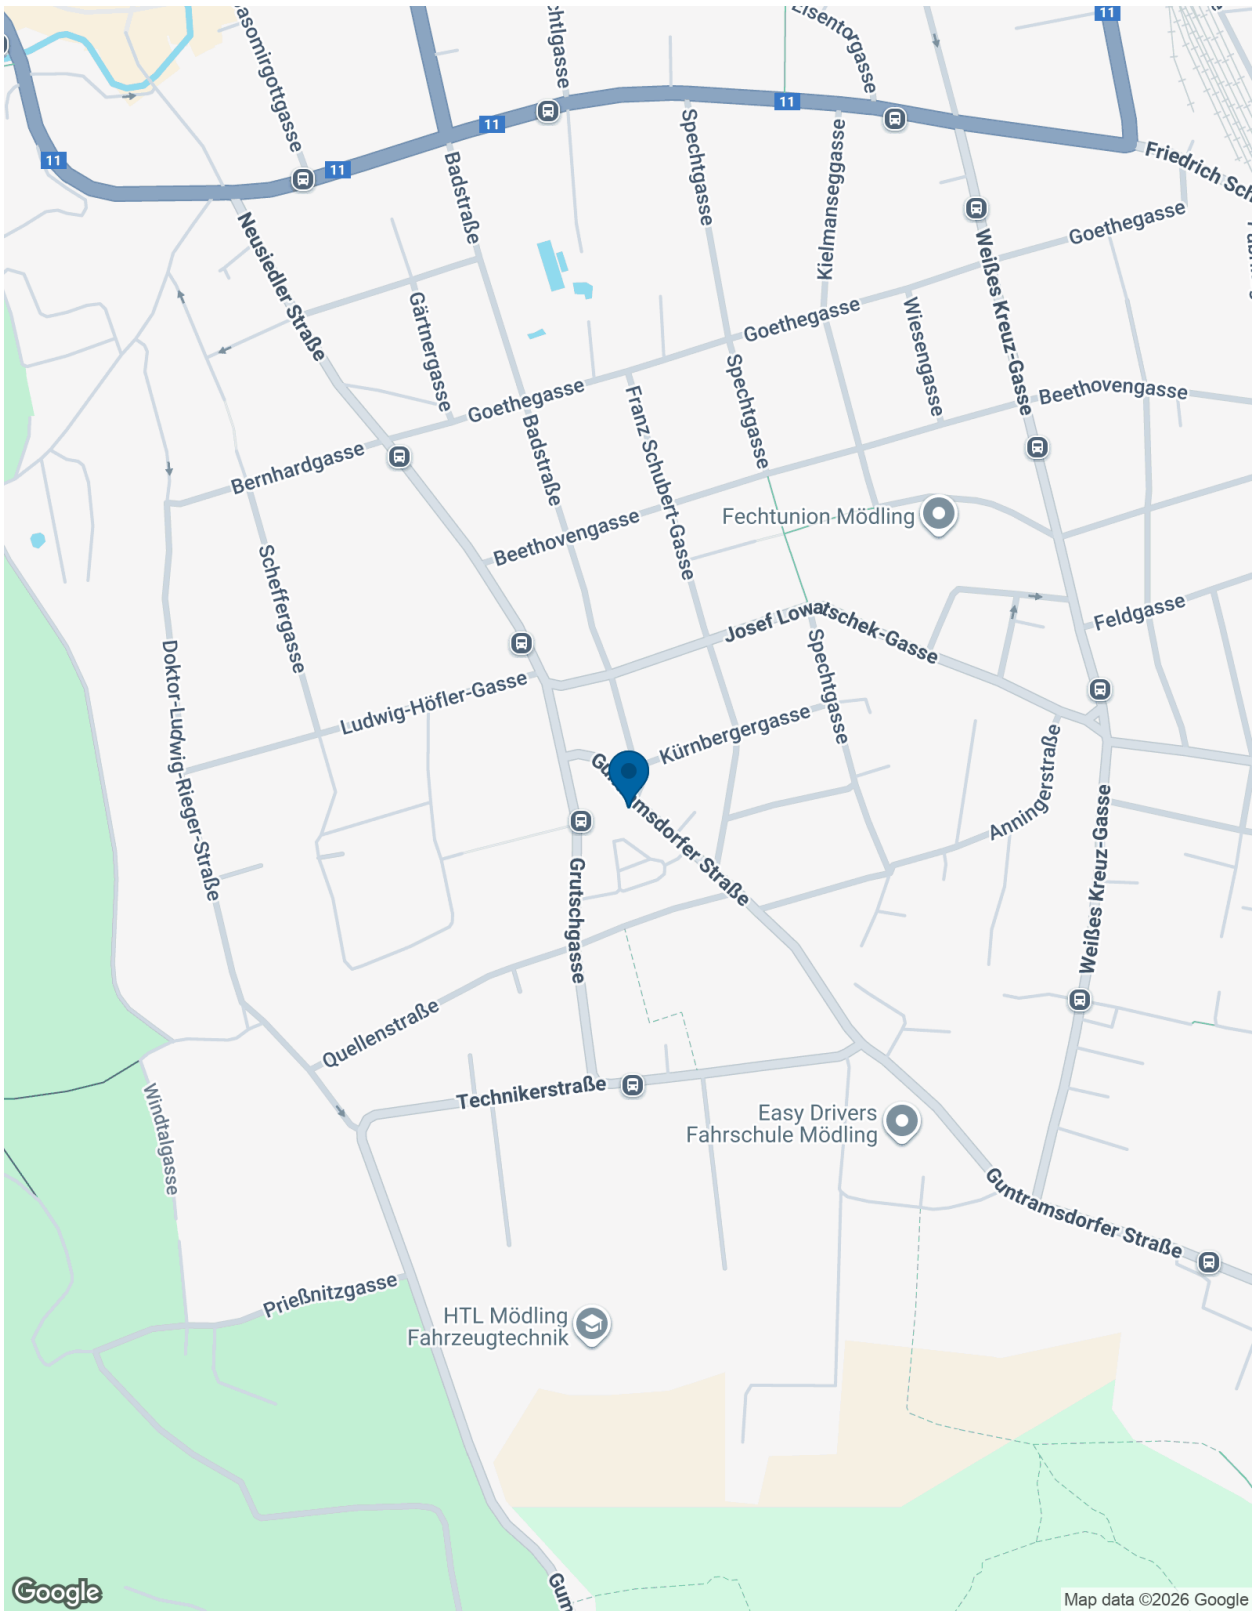 asomirgottgasse
chtlgasse
Eisentorgasse
11
11
11
11
11
Friedrich Sch
Badstraße
Spechtgasse
Kielmanseggasse
Goethegasse
Neusiedler Straße
Weißes Kreuz-Gasse
Gärtnergasse
Goethegasse
Wiesengasse
Beethovengasse
Goethegasse
Spechtgasse
Franz Schubert-Gasse
Badstraße
Bernhardgasse
Fechtunion Mödling
Beethovengasse
Scheffergasse
Feldgasse
Josef Lowatschek-Gasse
Doktor-Ludwig-Rieger-Straße
Ludwig-Höfler-Gasse
Spechtgasse
Kürnbergergasse
Guntramsdorfer Straße
Anningerstraße
Weißes Kreuz-Gasse
Grutschgasse
Quellenstraße
Technikerstraße
Windtalgasse
Easy Drivers
Fahrschule Mödling
Guntramsdorfer Straße
Prießnitzgasse
HTL Mödling
Fahrzeugtechnik
Gum
Google
Map data ©2026 Google